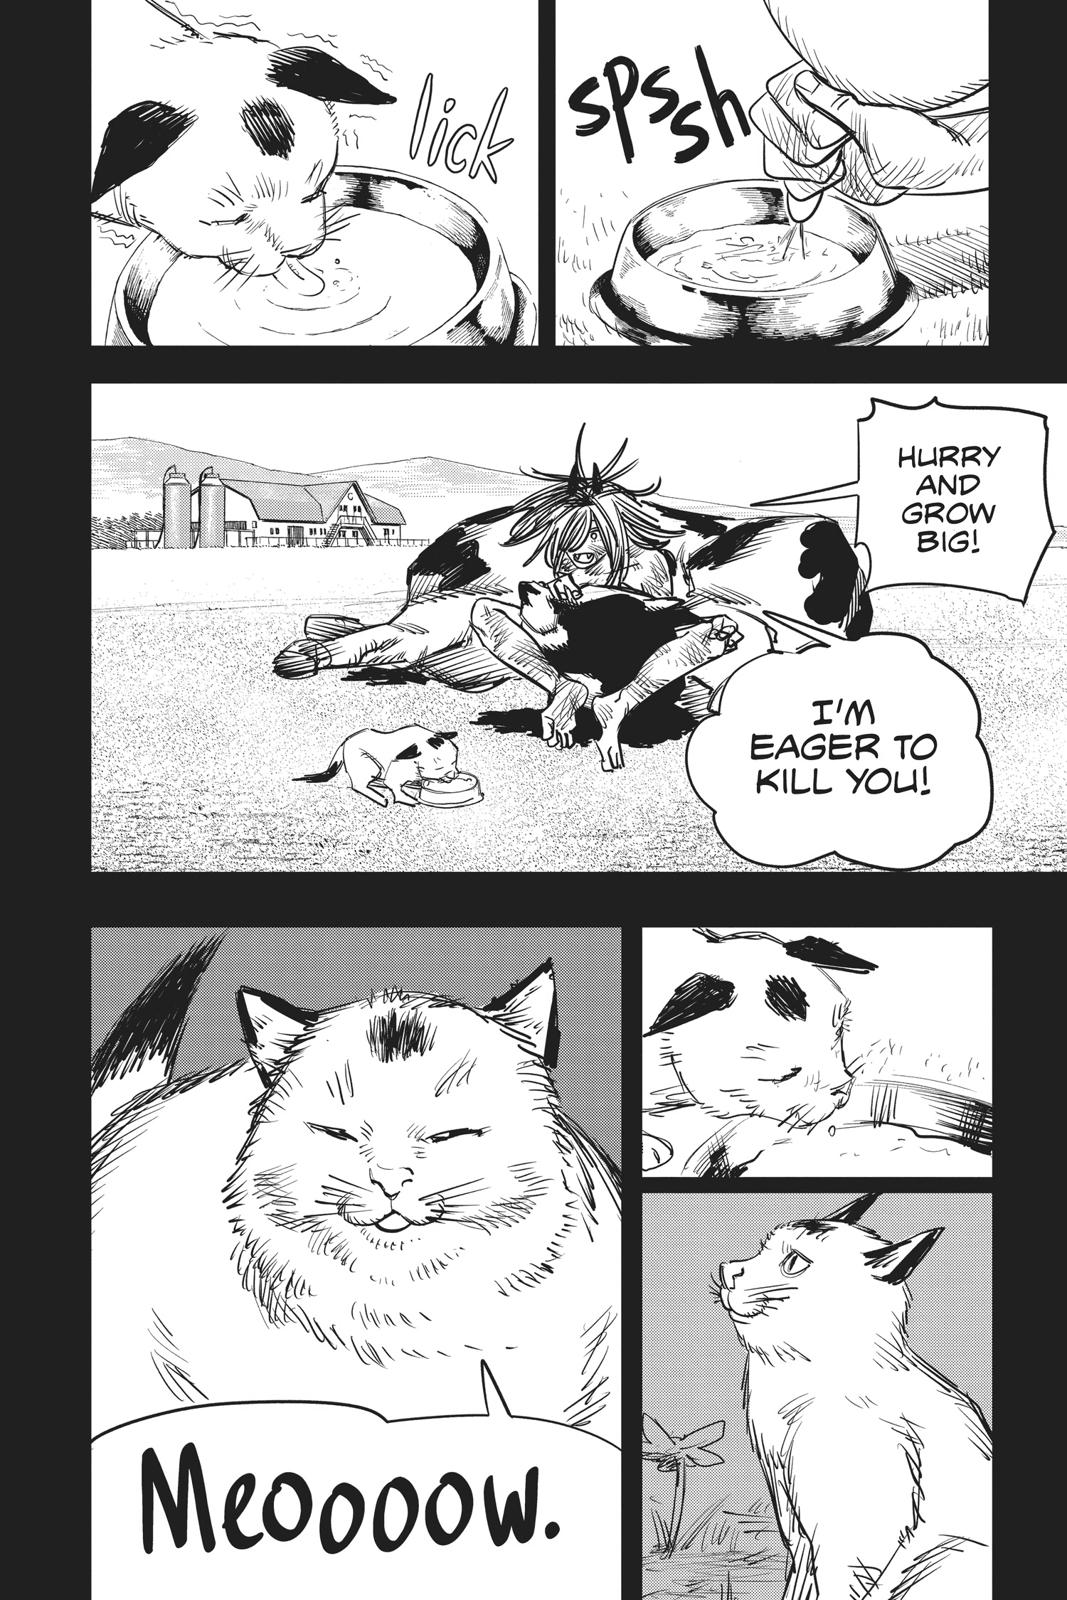 spssh
lick
HURRY
AND
GROW
BIG!
I'M
EAGER TO
KILL YOU!
Meoooow.